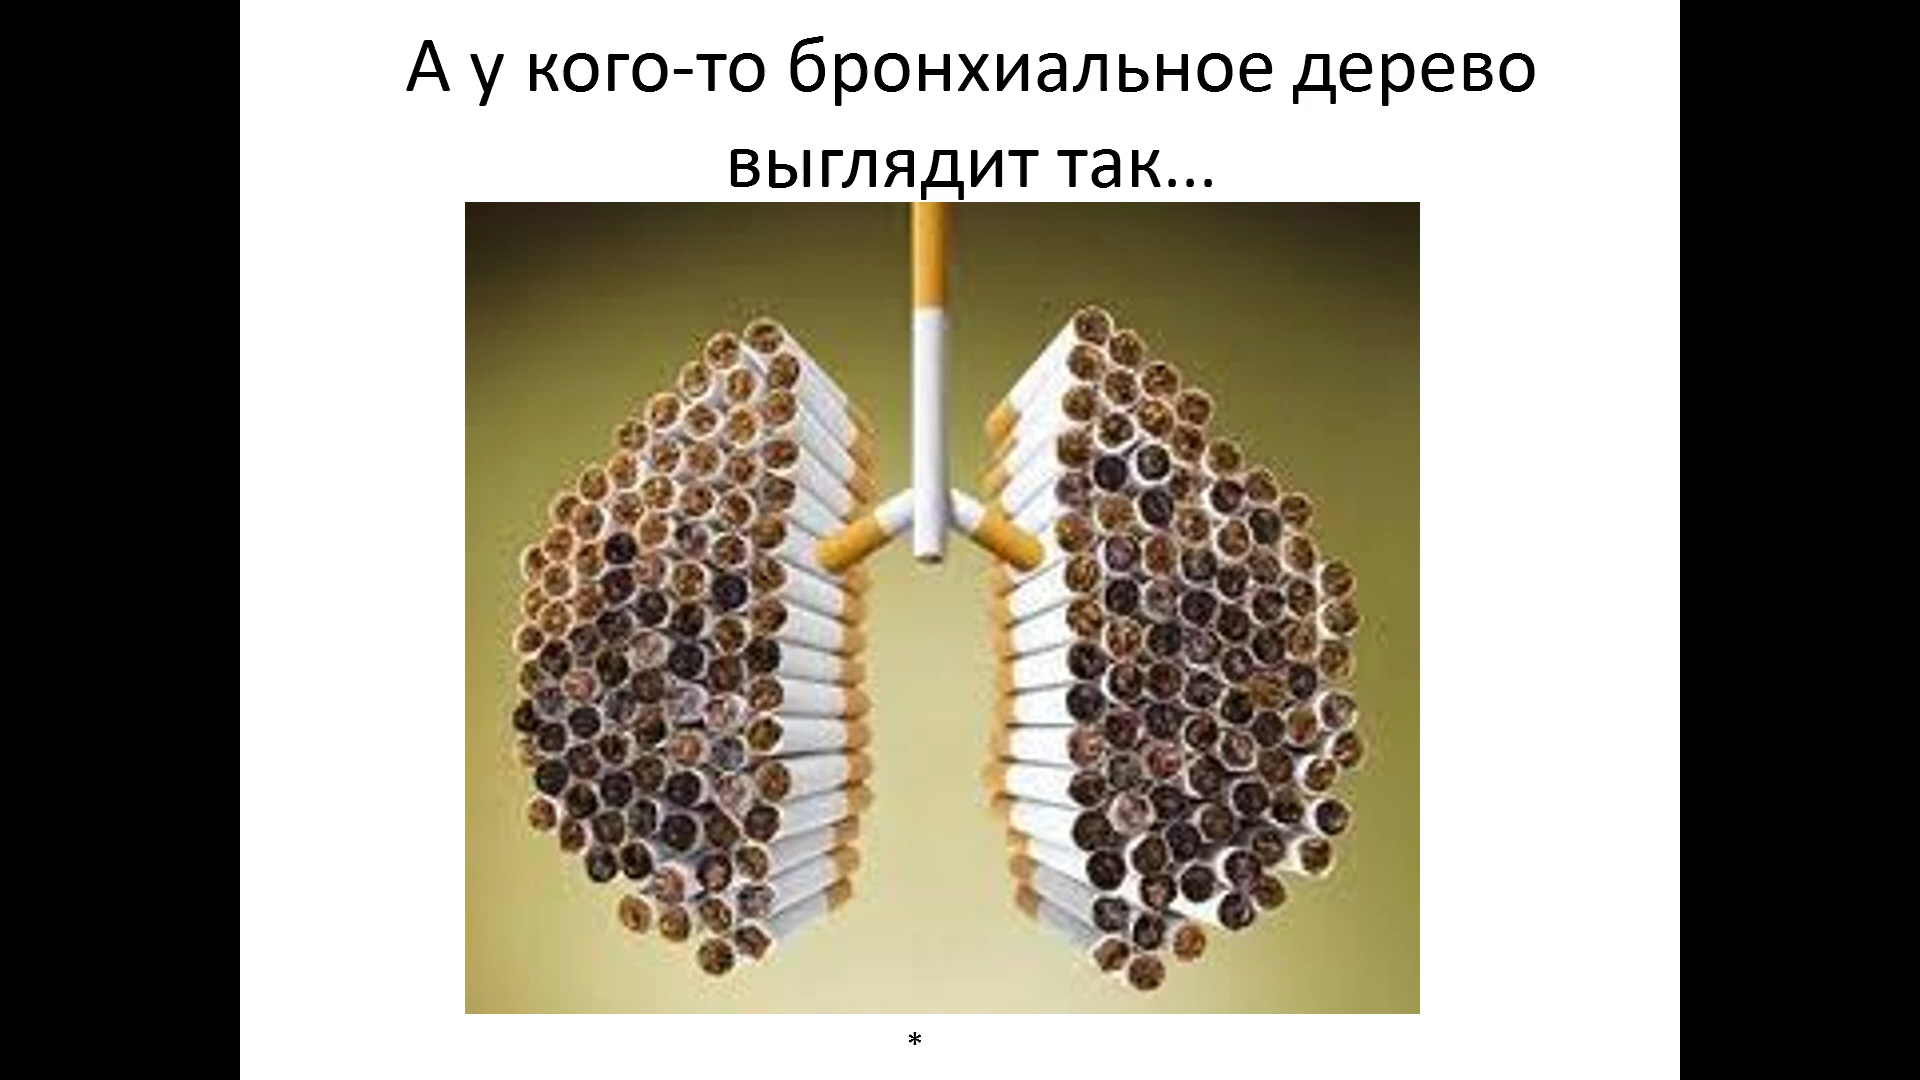 А у кого-то бронхиальное дерево
выглядит так...
*